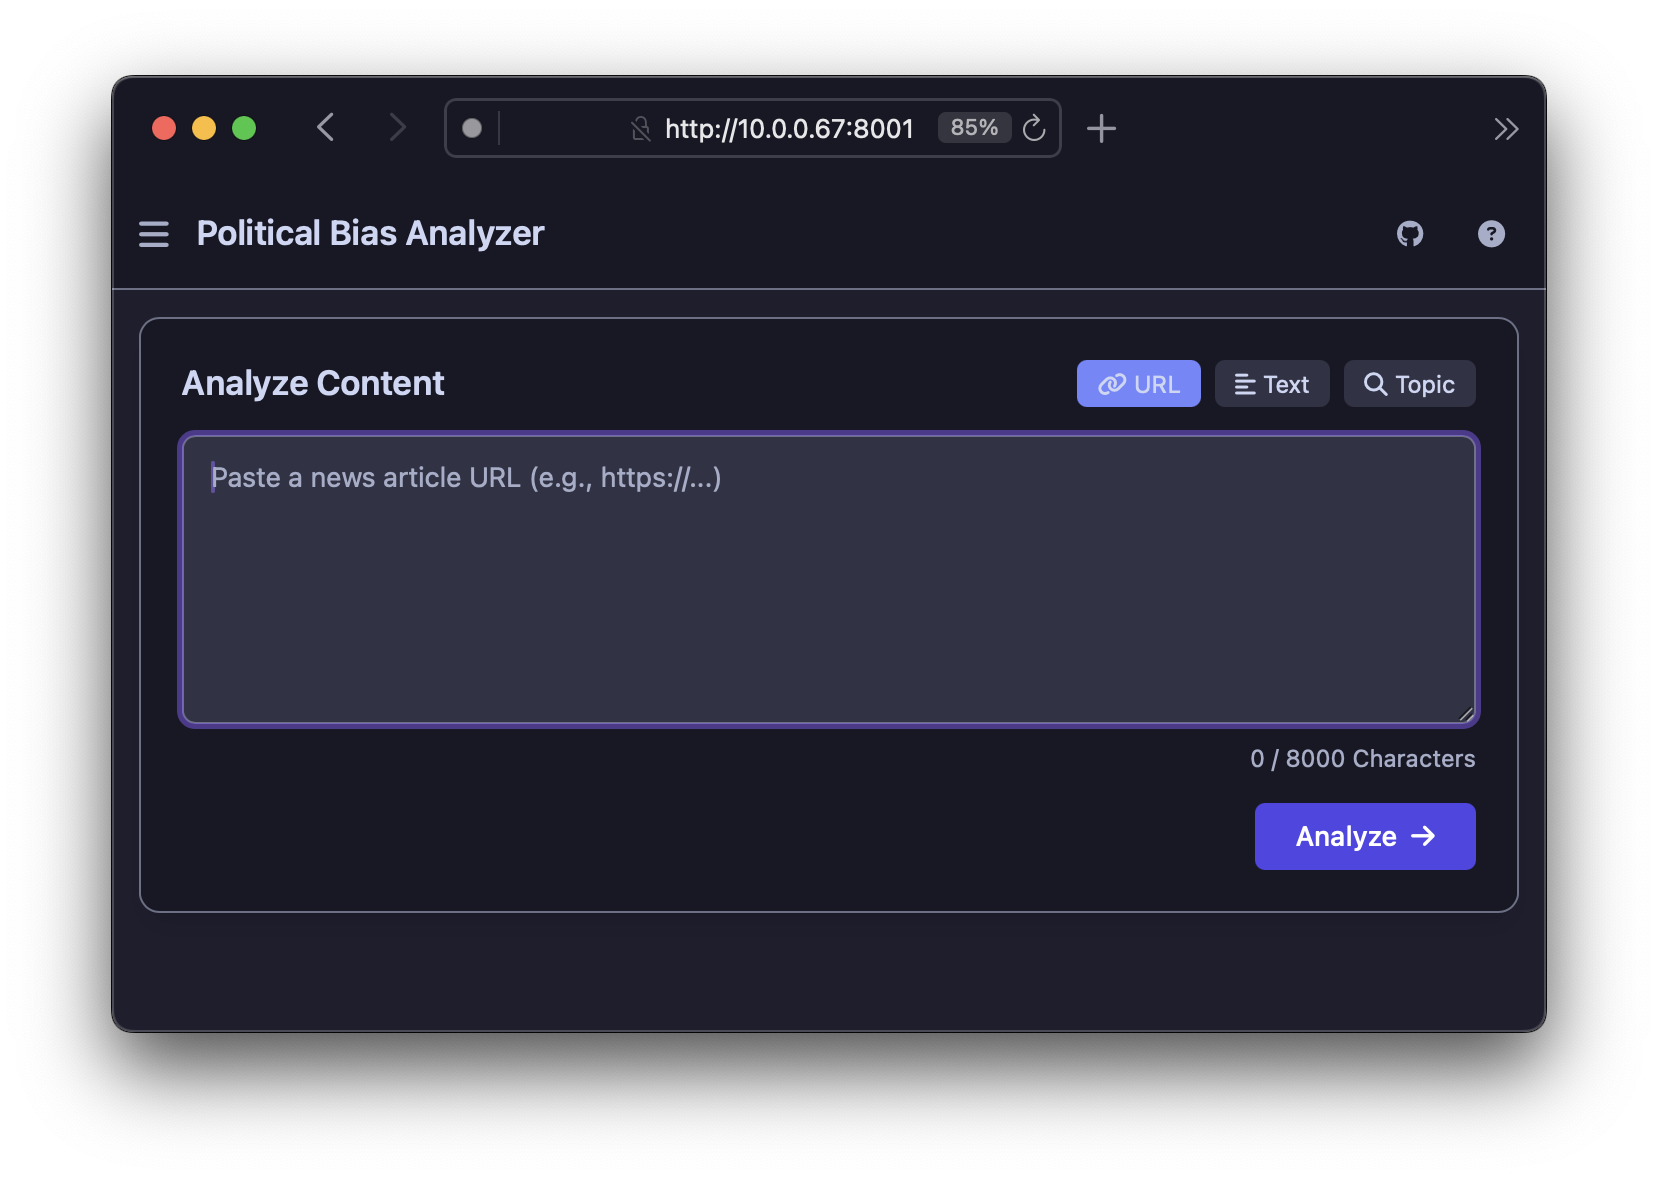 http://10.0.0.67:8001 85%
Political Bias Analyzer
Analyze Content
URL Text Topic
Paste a news article URL (e.g., https://...)
0 / 8000 Characters
Analyze →